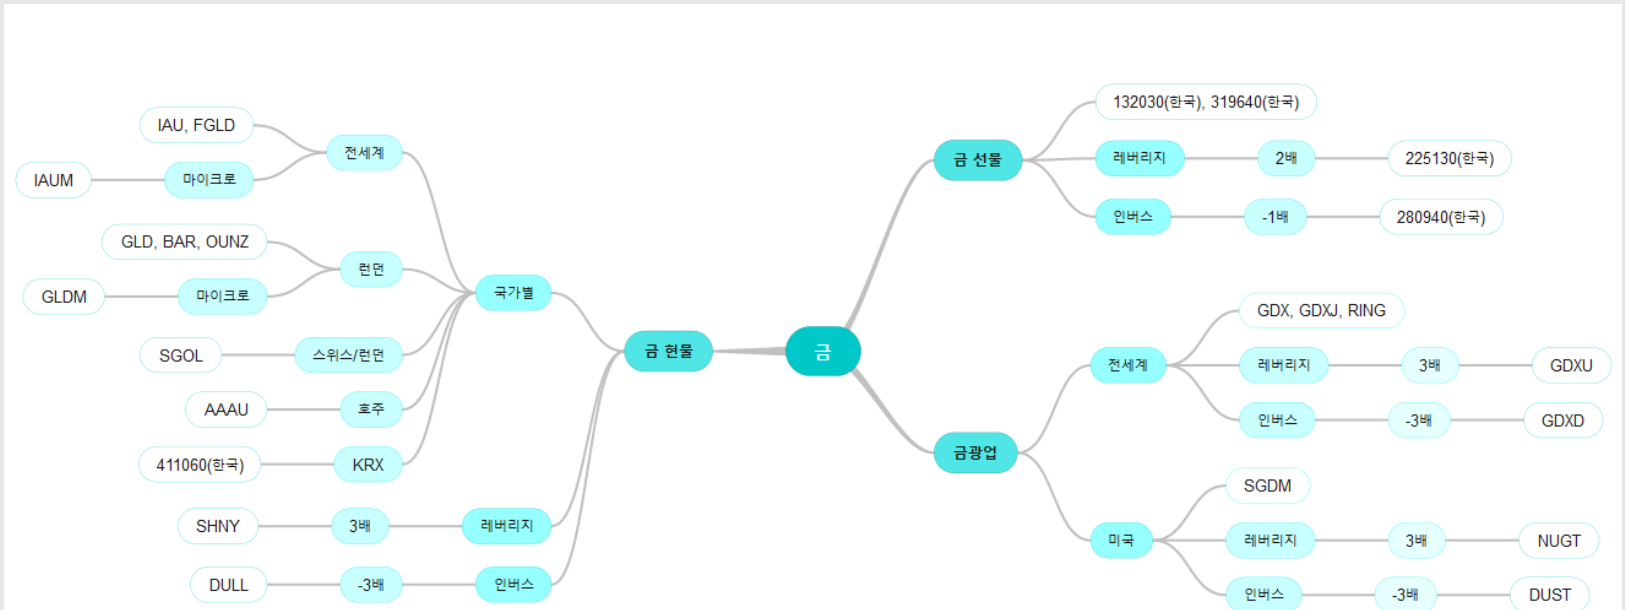 금
금 현물
국가별
전세계
IAU, FGLD
마이크로
IAUM
런던
GLD, BAR, OUNZ
마이크로
GLDM
스위스/런던
SGOL
호주
AAAU
KRX
411060(한국)
레버리지
3배
SHNY
인버스
-3배
DULL
금 선물
132030(한국), 319640(한국)
레버리지
2배
225130(한국)
인버스
-1배
280940(한국)
금광업
전세계
GDX, GDXJ, RING
레버리지
3배
GDXU
인버스
-3배
GDXD
미국
SGDM
레버리지
3배
NUGT
인버스
-3배
DUST